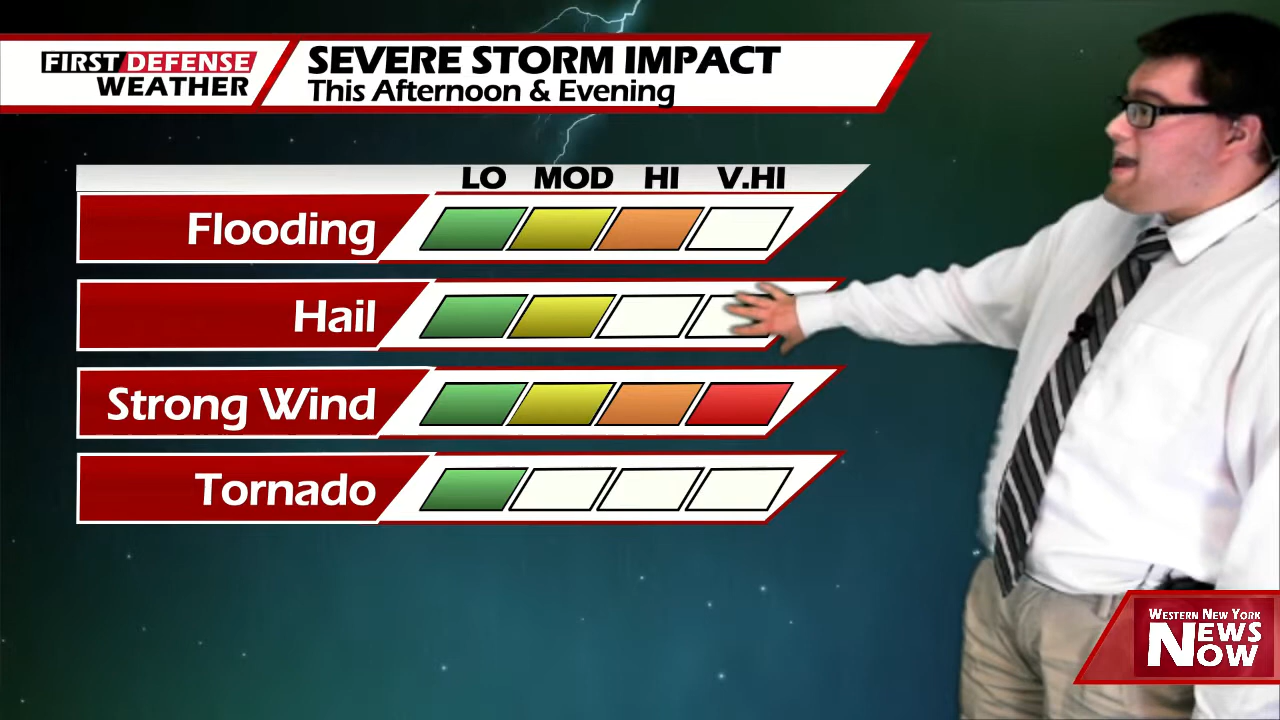 FIRST DEFENSE
WEATHER
SEVERE STORM IMPACT
This Afternoon & Evening
LO MOD HI V.HI
Flooding
Hail
Strong Wind
Tornado
WESTERN NEW YORK
NEWS
NOW